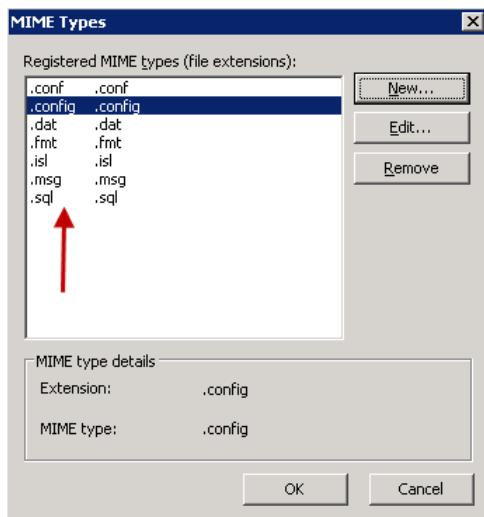 MIME Types
Registered MIME types (file extensions):
.conf .conf
.config .config
.dat .dat
.fmt .fmt
.isl .isl
.msg .msg
.sql .sql
New...
Edit...
Remove
MIME type details
Extension: .config
MIME type: .config
OK Cancel